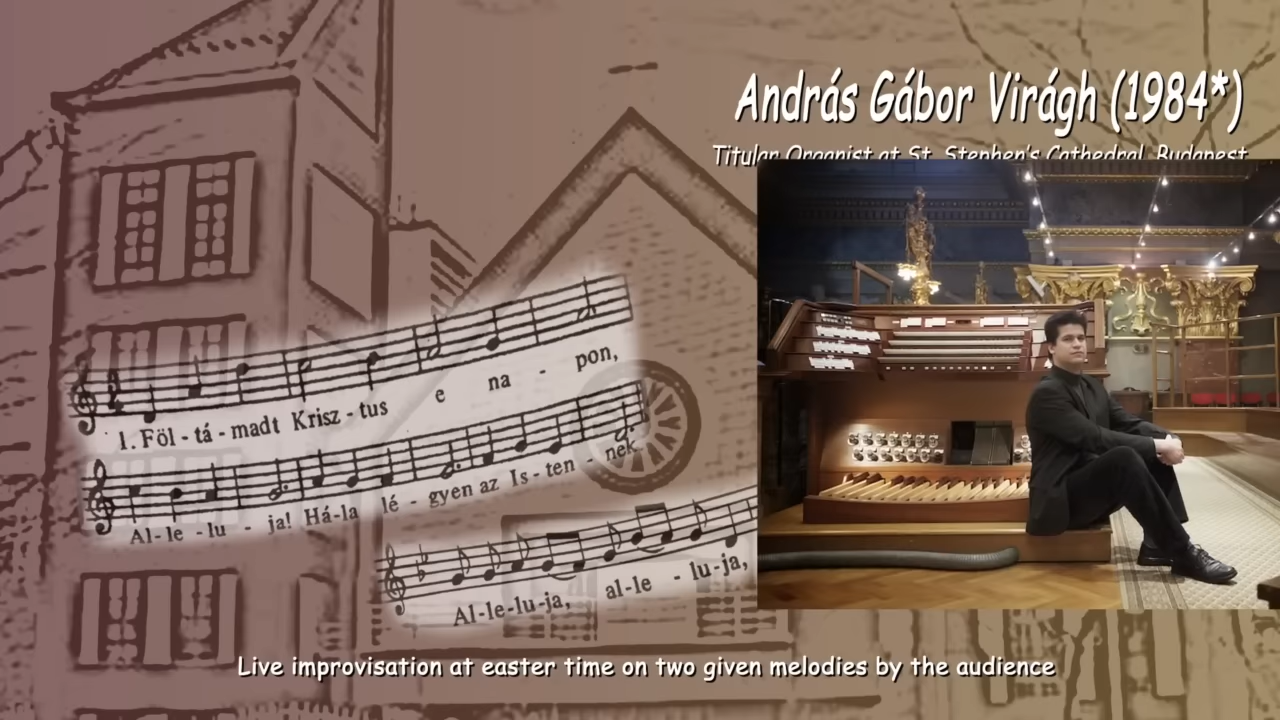 András Gábor Virágh (1984*)
Titular Organist at St. Stephen's Cathedral, Budapest
1. Föl - tá - madt Krisz - tus e na - pon,
Al - le - lu - ja! Há-la lé - gyen az Is - ten - nek.
Al-le-lu-ja, al-le - lu-ja,
Live improvisation at easter time on two given melodies by the audience